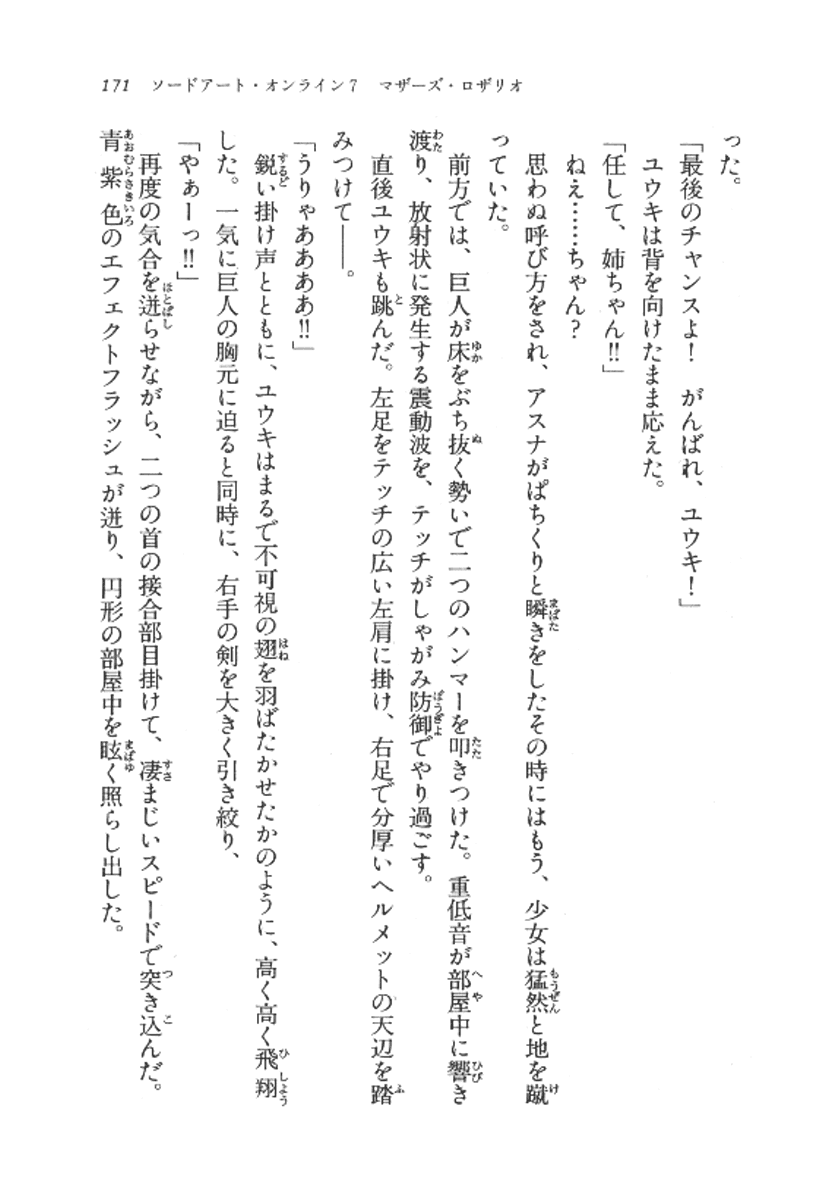 171 ソードアート・オンライン7 マザーズ・ロザリオ
った。
「最後のチャンスよ！ がんばれ、ユウキ！」
ユウキは背を向けたまま応えた。
「任して、姉ちゃん!!」
ねえ……ちゃん？
思わぬ呼び方をされ、アスナがぱちくりと瞬きをしたその時にはもう、少女は猛然と地を蹴
っていた。
前方では、巨人が床をぶち抜く勢いで二つのハンマーを叩きつけた。重低音が部屋中に響き
渡り、放射状に発生する震動波を、テッチがしゃがみ防御でやり過ごす。
直後ユウキも跳んだ。左足をテッチの広い左肩に掛け、右足で分厚いヘルメットの天辺を踏
みつけて――。
「うりゃああああ!!」
鋭い掛け声とともに、ユウキはまるで不可視の翅を羽ばたかせたかのように、高く高く飛翔
した。一気に巨人の胸元に迫ると同時に、右手の剣を大きく引き絞り、
「やぁーっ!!」
再度の気合を迸らせながら、二つの首の接合部目掛けて、凄まじいスピードで突き込んだ。
青紫色のエフェクトフラッシュが迸り、円形の部屋中を眩く照らし出した。